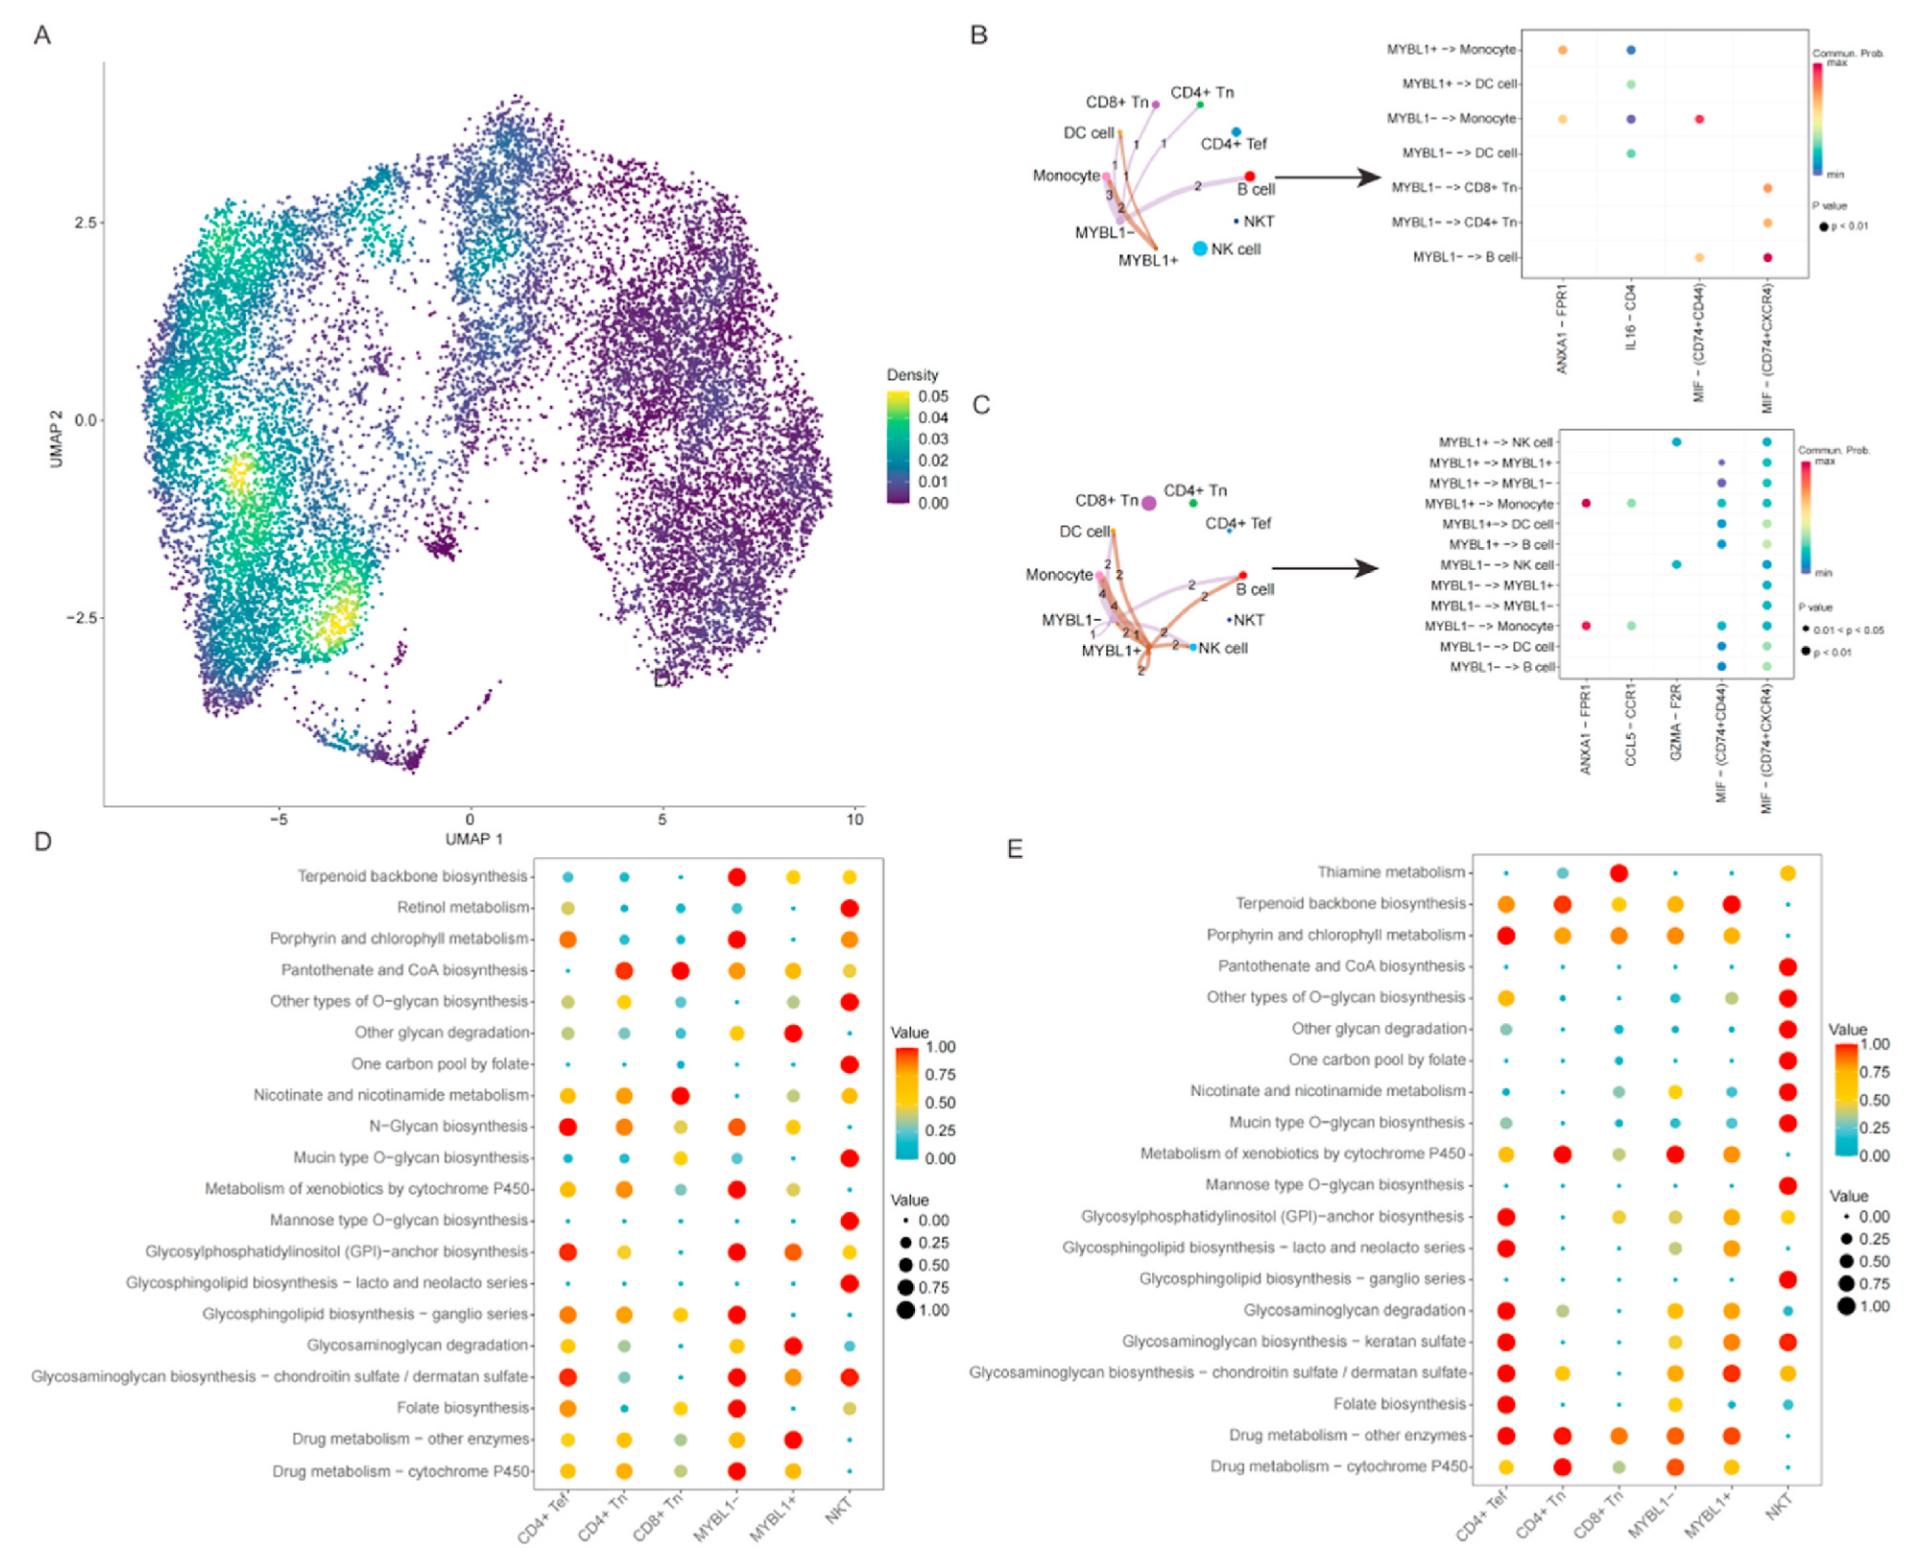 A
2.5
0.0
−2.5
UMAP 2
−5
0
5
10
UMAP 1
Density
0.05
0.04
0.03
0.02
0.01
0.00
D
B
CD8+ Tn
CD4+ Tn
DC cell
CD4+ Tef
Monocyte
B cell
NKT
MYBL1−
NK cell
MYBL1+
1
1
1
1
3
2
2
MYBL1+ −> Monocyte
MYBL1+ −> DC cell
MYBL1− −> Monocyte
MYBL1− −> DC cell
MYBL1− −> CD8+ Tn
MYBL1− −> CD4+ Tn
MYBL1− −> B cell
ANXA1 − FPR1
IL16 − CD4
MIF − (CD74+CD44)
MIF − (CD74+CXCR4)
Commun. Prob.
max
min
P value
p < 0.01
C
CD8+ Tn
CD4+ Tn
DC cell
CD4+ Tef
Monocyte
B cell
MYBL1−
NKT
MYBL1+
NK cell
2
2
4
4
2
2
1
2
1
2
2
2
MYBL1+ −> NK cell
MYBL1+ −> MYBL1+
MYBL1+ −> MYBL1−
MYBL1+ −> Monocyte
MYBL1+−> DC cell
MYBL1+ −> B cell
MYBL1− −> NK cell
MYBL1− −> MYBL1+
MYBL1− −> MYBL1−
MYBL1− −> Monocyte
MYBL1− −> DC cell
MYBL1− −> B cell
ANXA1 − FPR1
CCL5 − CCR1
GZMA − F2R
MIF − (CD74+CD44)
MIF − (CD74+CXCR4)
Commun. Prob.
max
min
P value
0.01 < p < 0.05
p < 0.01
D
Terpenoid backbone biosynthesis
Retinol metabolism
Porphyrin and chlorophyll metabolism
Pantothenate and CoA biosynthesis
Other types of O−glycan biosynthesis
Other glycan degradation
One carbon pool by folate
Nicotinate and nicotinamide metabolism
N−Glycan biosynthesis
Mucin type O−glycan biosynthesis
Metabolism of xenobiotics by cytochrome P450
Mannose type O−glycan biosynthesis
Glycosylphosphatidylinositol (GPI)−anchor biosynthesis
Glycosphingolipid biosynthesis − lacto and neolacto series
Glycosphingolipid biosynthesis − ganglio series
Glycosaminoglycan degradation
Glycosaminoglycan biosynthesis − chondroitin sulfate / dermatan sulfate
Folate biosynthesis
Drug metabolism − other enzymes
Drug metabolism − cytochrome P450
CD4+ Tef
CD4+ Tn
CD8+ Tn
MYBL1−
MYBL1+
NKT
Value
1.00
0.75
0.50
0.25
0.00
Value
0.00
0.25
0.50
0.75
1.00
E
Thiamine metabolism
Terpenoid backbone biosynthesis
Porphyrin and chlorophyll metabolism
Pantothenate and CoA biosynthesis
Other types of O−glycan biosynthesis
Other glycan degradation
One carbon pool by folate
Nicotinate and nicotinamide metabolism
Mucin type O−glycan biosynthesis
Metabolism of xenobiotics by cytochrome P450
Mannose type O−glycan biosynthesis
Glycosylphosphatidylinositol (GPI)−anchor biosynthesis
Glycosphingolipid biosynthesis − lacto and neolacto series
Glycosphingolipid biosynthesis − ganglio series
Glycosaminoglycan degradation
Glycosaminoglycan biosynthesis − keratan sulfate
Glycosaminoglycan biosynthesis − chondroitin sulfate / dermatan sulfate
Folate biosynthesis
Drug metabolism − other enzymes
Drug metabolism − cytochrome P450
CD4+ Tef
CD4+ Tn
CD8+ Tn
MYBL1−
MYBL1+
NKT
Value
1.00
0.75
0.50
0.25
0.00
Value
0.00
0.25
0.50
0.75
1.00